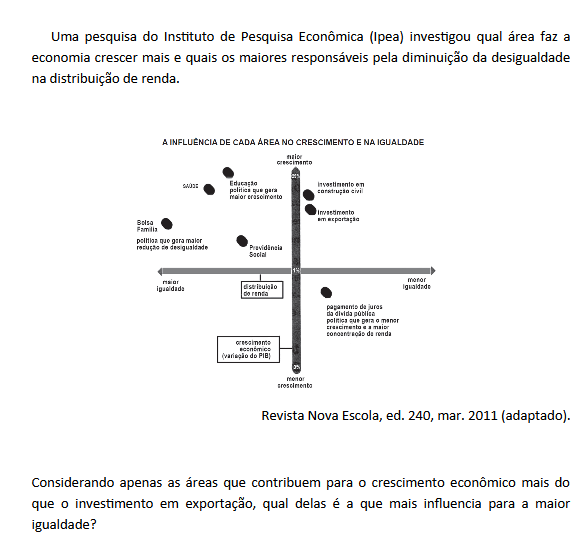 Uma pesquisa do Instituto de Pesquisa Econômica (Ipea) investigou qual área faz a
economia crescer mais e quais os maiores responsáveis pela diminuição da desigualdade
na distribuição de renda.
A INFLUÊNCIA DE CADA ÁREA NO CRESCIMENTO E NA IGUALDADE
maior
crescimento
SAÚDE
Educação
política que gera
maior crescimento
investimento em
construção civil
Investimento
em exportação
Bolsa
Família
política que gera maior
redução de desigualdade
Previdência
Social
1%
maior
igualdade
menor
igualdade
distribuição
de renda
pagamento de juros
da dívida pública
política que gera o menor
crescimento e a maior
concentração de renda
crescimento
econômico
(variação do PIB)
menor
crescimento
Revista Nova Escola, ed. 240, mar. 2011 (adaptado).
Considerando apenas as áreas que contribuem para o crescimento econômico mais do
que o investimento em exportação, qual delas é a que mais influencia para a maior
igualdade?